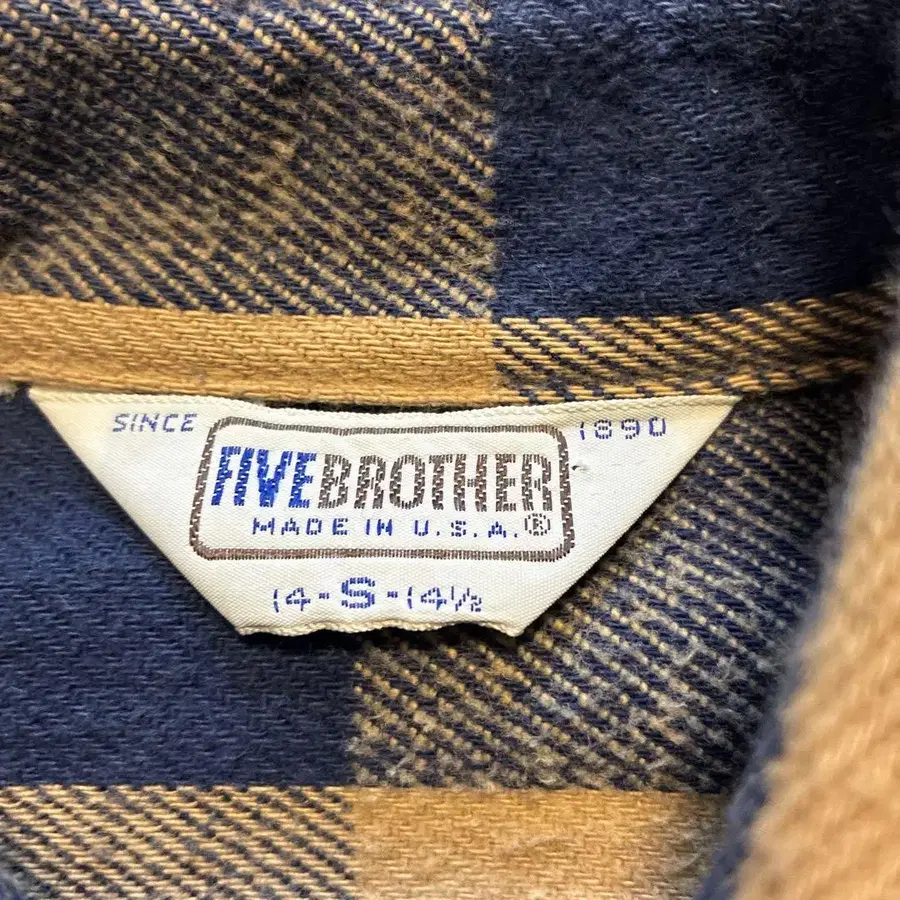 SINCE 1890
FIVEBROTHER
MADE IN U.S.A.®
14-S-14½